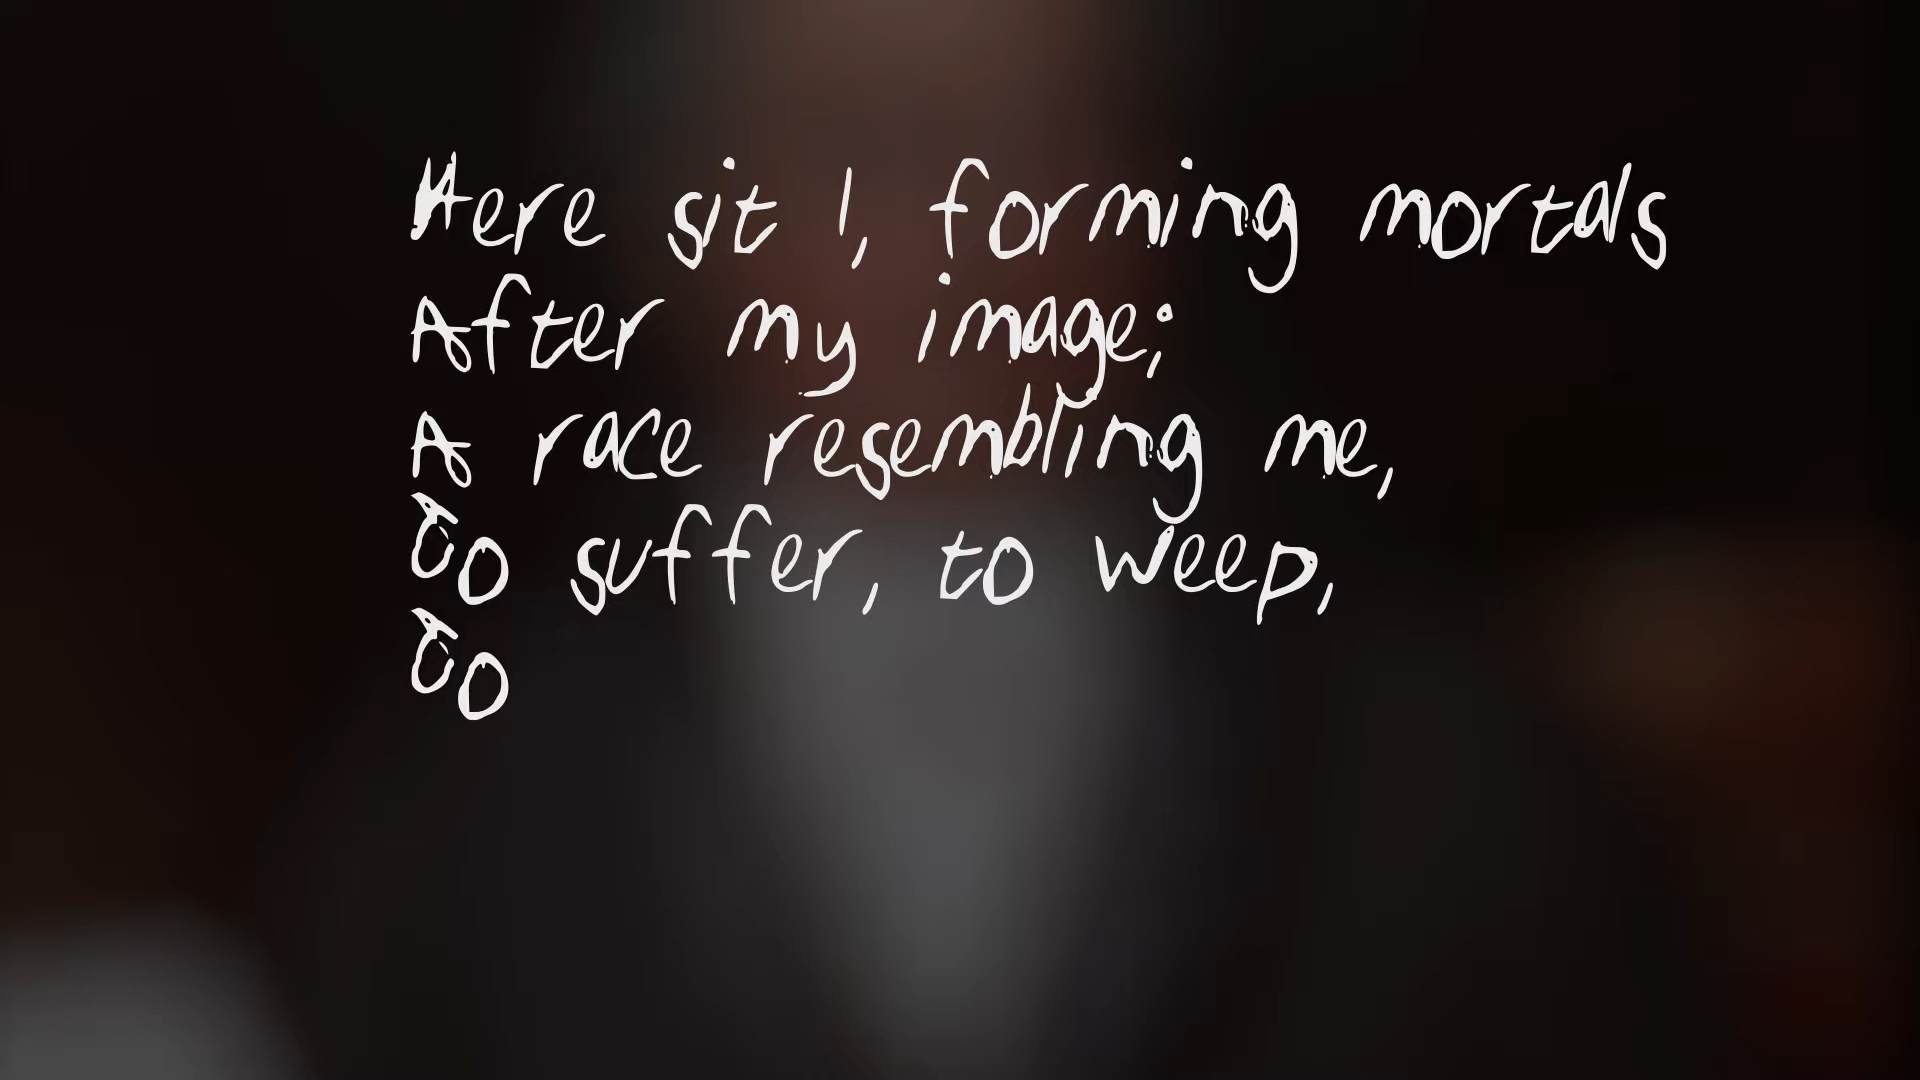 Here sit I, forming mortals
After my image;
A race resembling me,
To suffer, to weep,
To